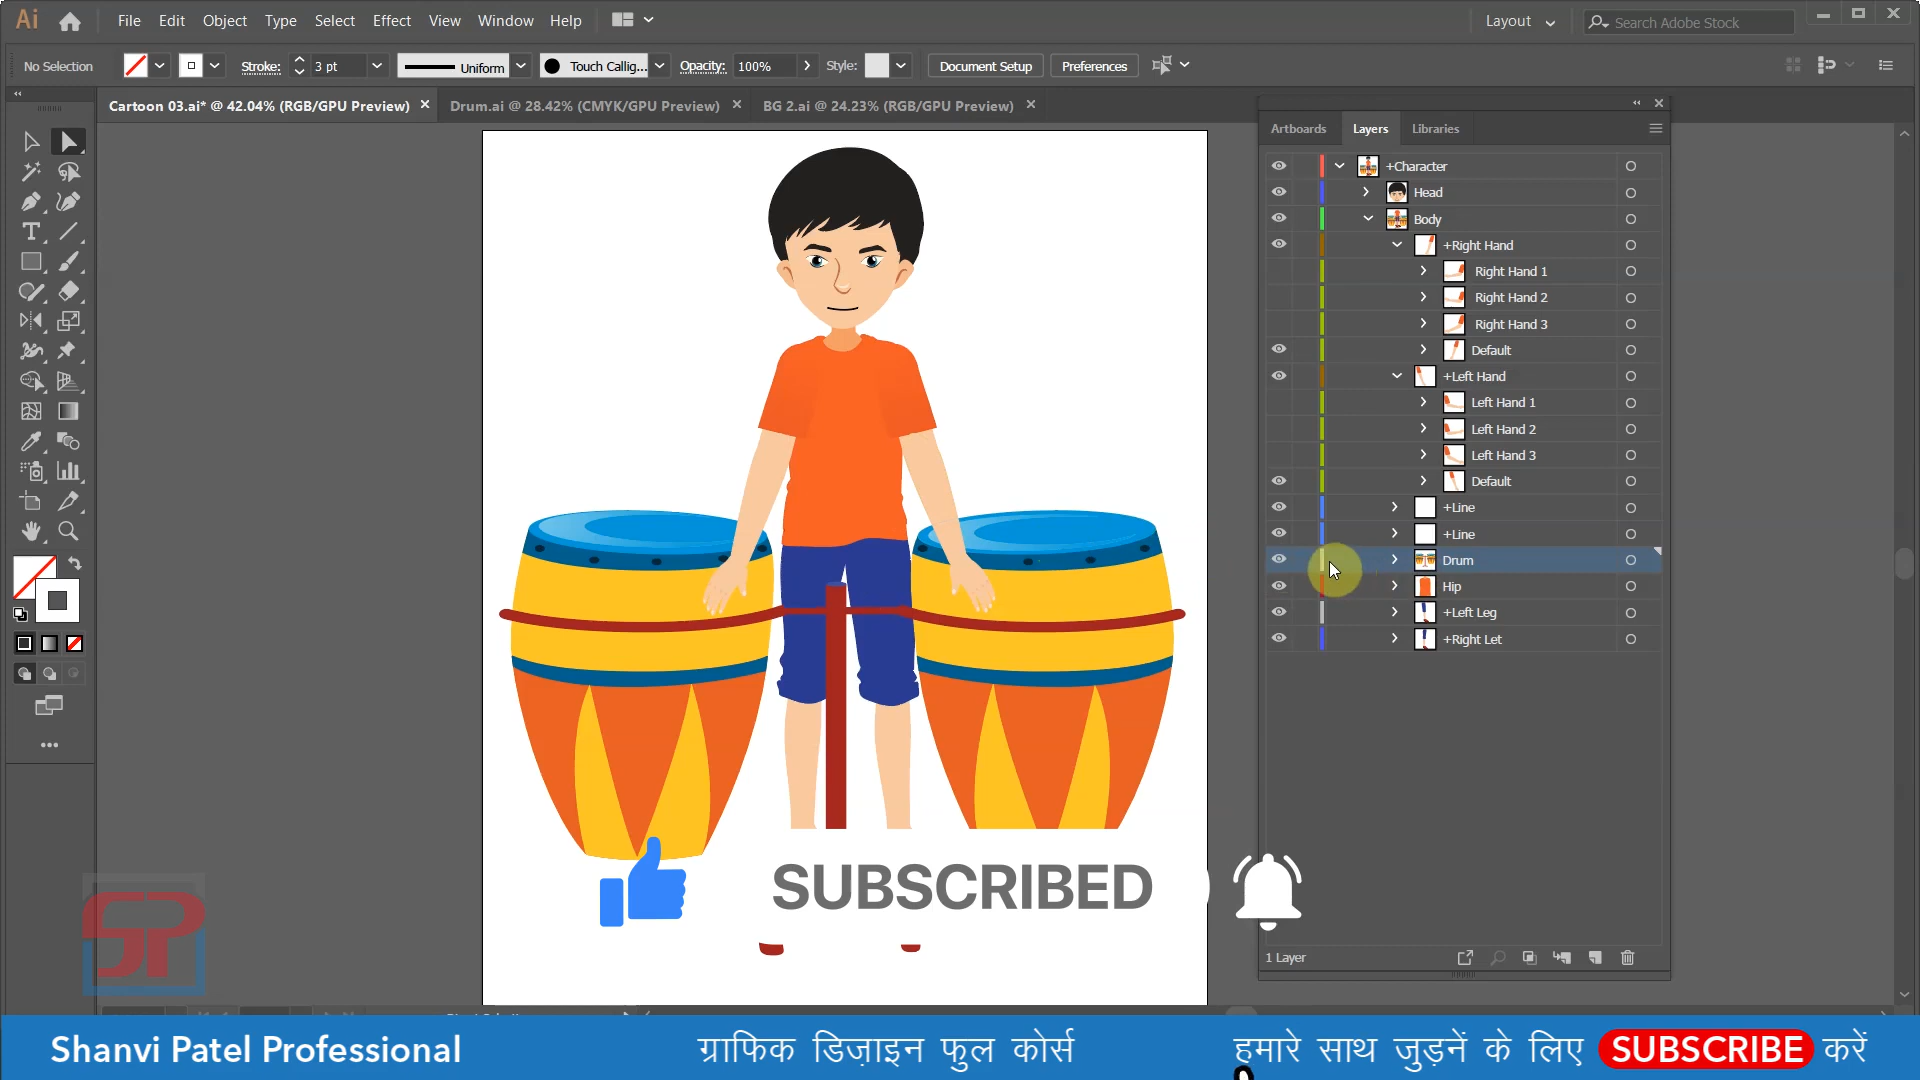 Ai File Edit Object Type Select Effect View Window Help Layout Search Adobe Stock
No Selection Stroke: 3 pt Uniform Touch Callig... Opacity: 100% Style: Document Setup Preferences
Cartoon 03.ai* @ 42.04% (RGB/GPU Preview) Drum.ai @ 28.42% (CMYK/GPU Preview) BG 2.ai @ 24.23% (RGB/GPU Preview)
Artboards Layers Libraries
+Character
Head
Body
+Right Hand
Right Hand 1
Right Hand 2
Right Hand 3
Default
+Left Hand
Left Hand 1
Left Hand 2
Left Hand 3
Default
+Line
+Line
Drum
Hip
+Left Leg
+Right Let
SUBSCRIBED
SP
1 Layer
Shanvi Patel Professional ग्राफिक डिज़ाइन फुल कोर्स हमारे साथ जुड़नें के लिए SUBSCRIBE करें